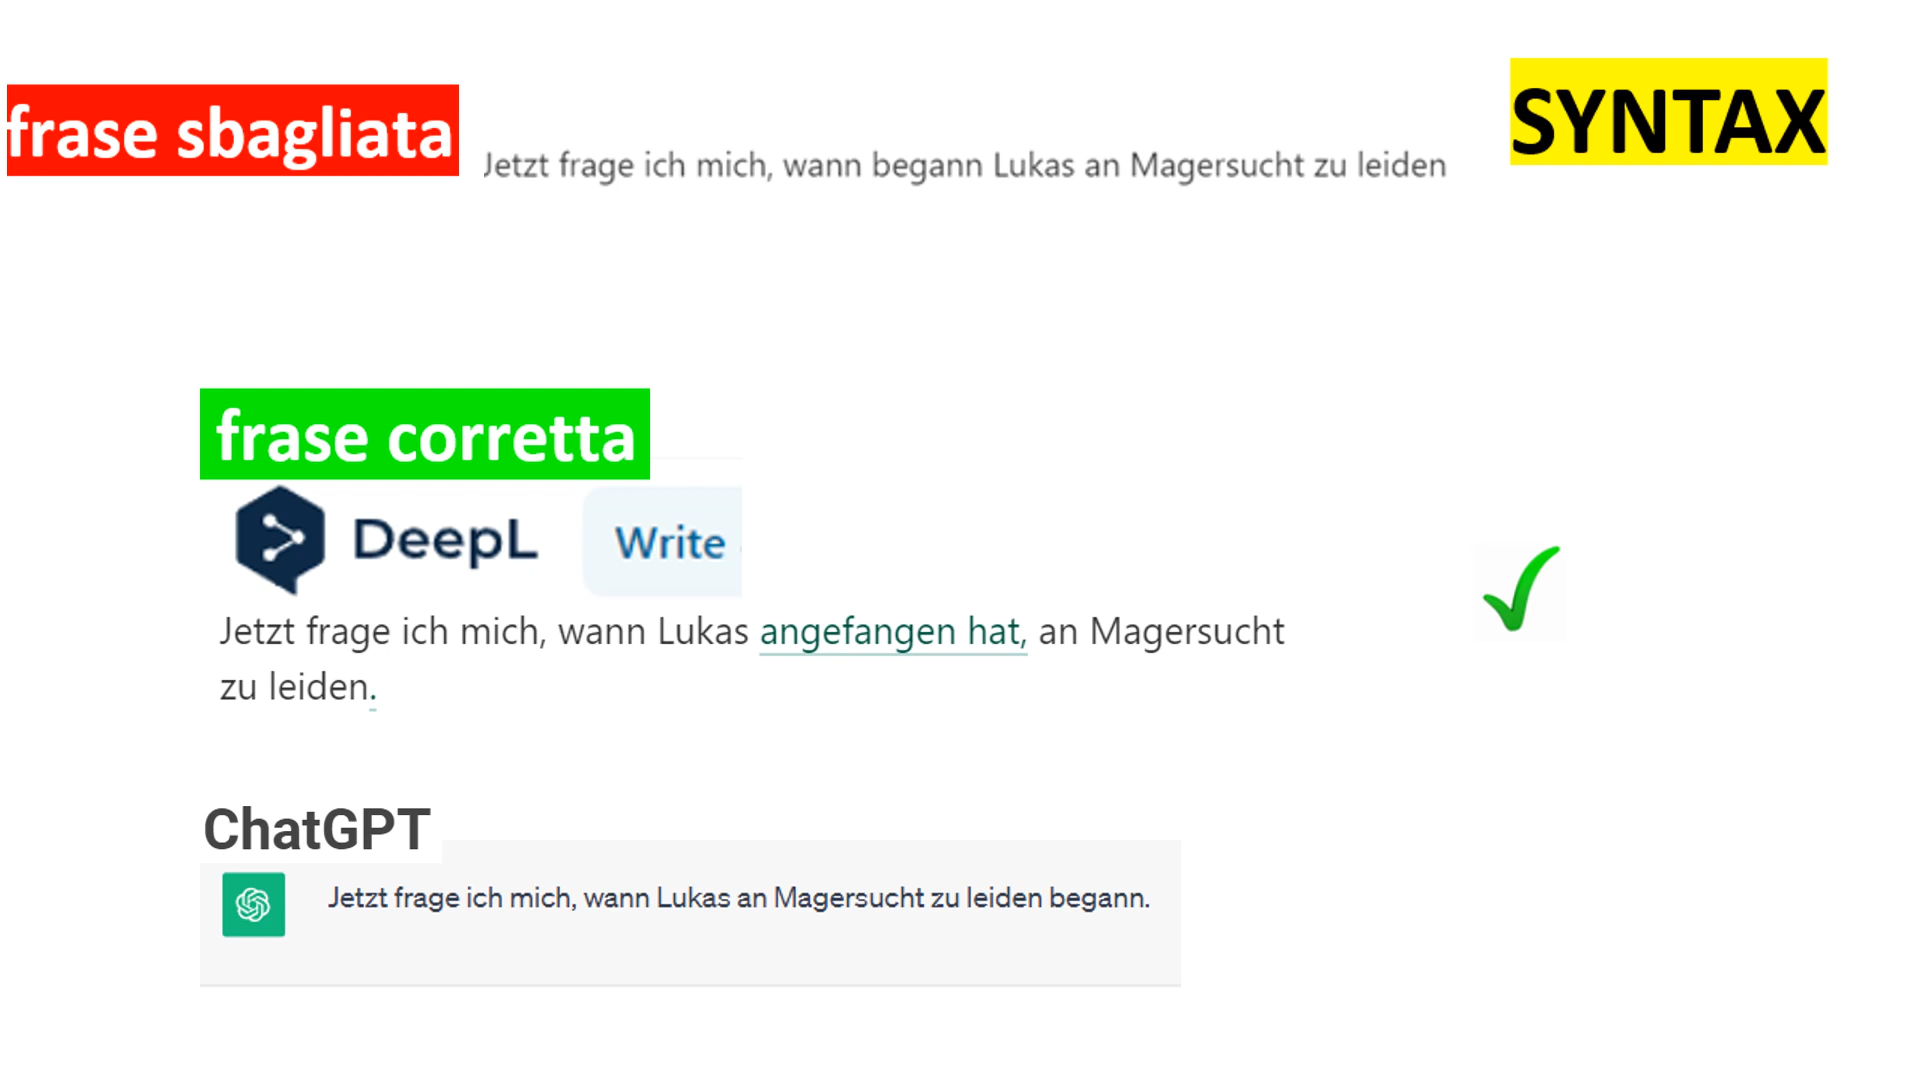 frase sbagliata
Jetzt frage ich mich, wann begann Lukas an Magersucht zu leiden
SYNTAX
frase corretta
DeepL
Write
Jetzt frage ich mich, wann Lukas angefangen hat, an Magersucht
zu leiden.
ChatGPT
Jetzt frage ich mich, wann Lukas an Magersucht zu leiden begann.